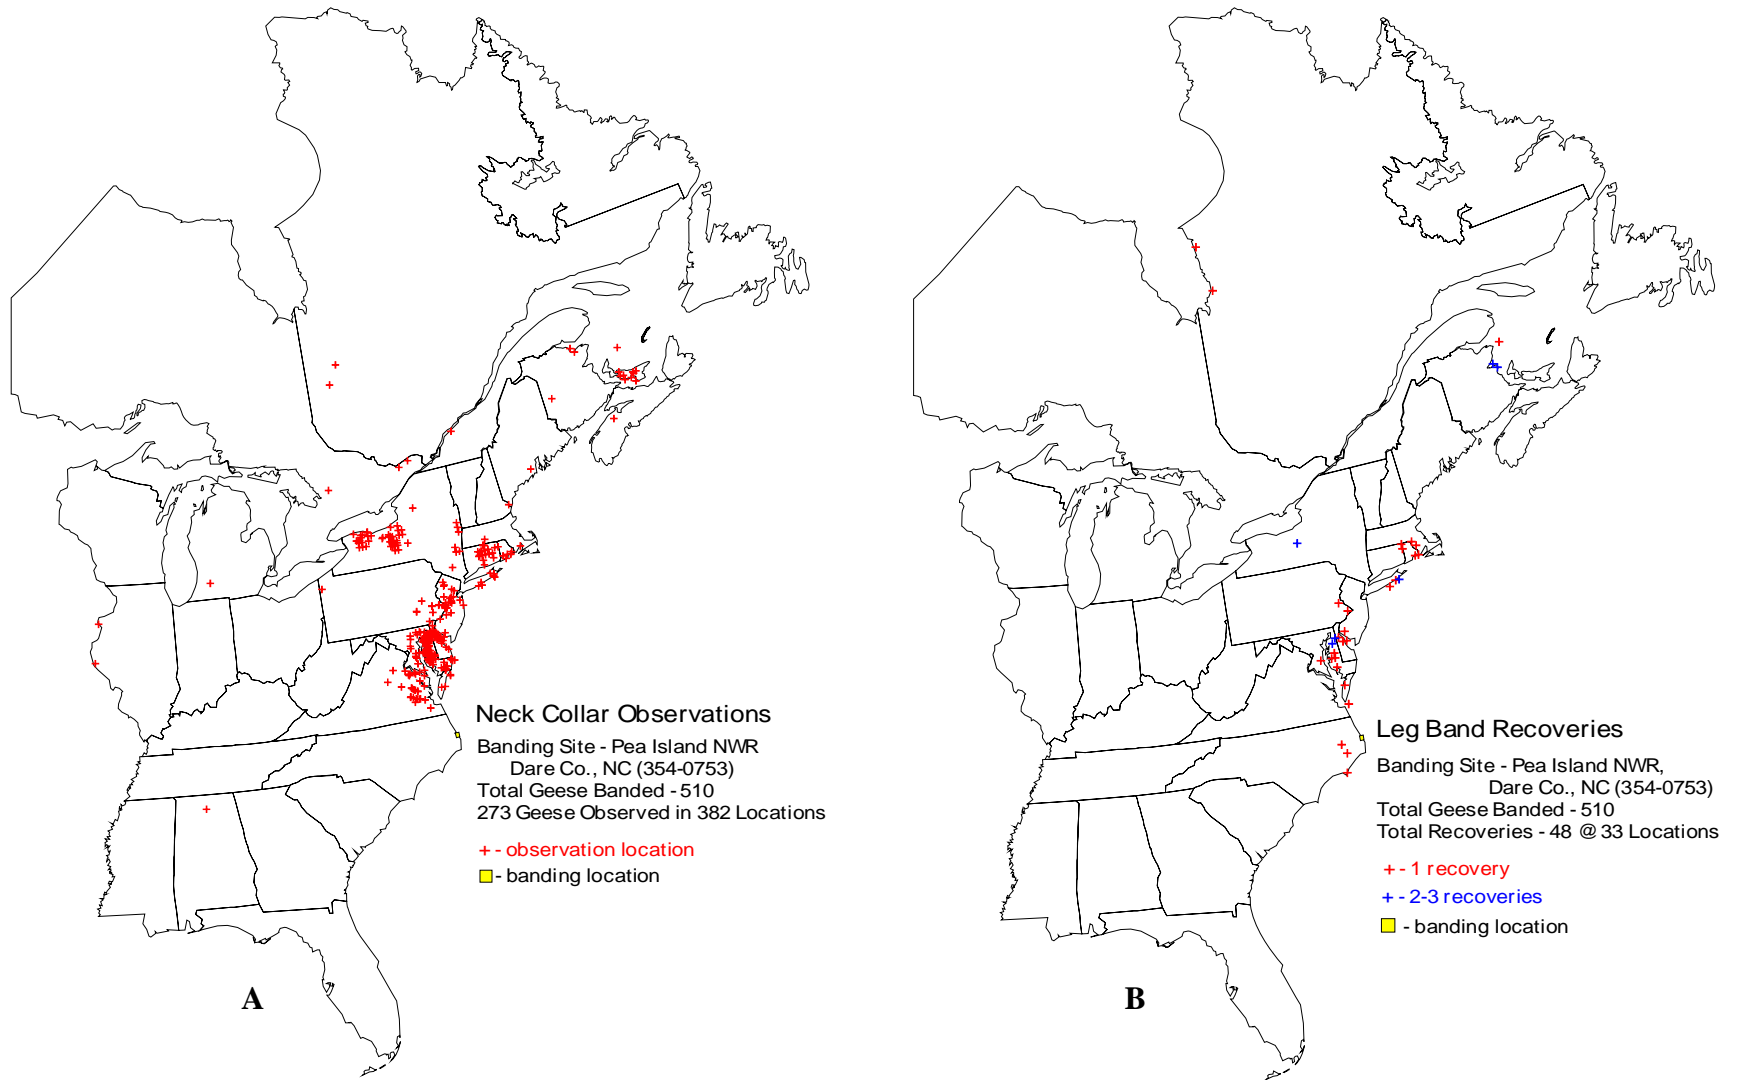 Neck Collar Observations
Banding Site - Pea Island NWR
Dare Co., NC (354-0753)
Total Geese Banded - 510
273 Geese Observed in 382 Locations
+ - observation location
- banding location
A
Leg Band Recoveries
Banding Site - Pea Island NWR,
Dare Co., NC (354-0753)
Total Geese Banded - 510
Total Recoveries - 48 @ 33 Locations
+ - 1 recovery
+ - 2-3 recoveries
- banding location
B